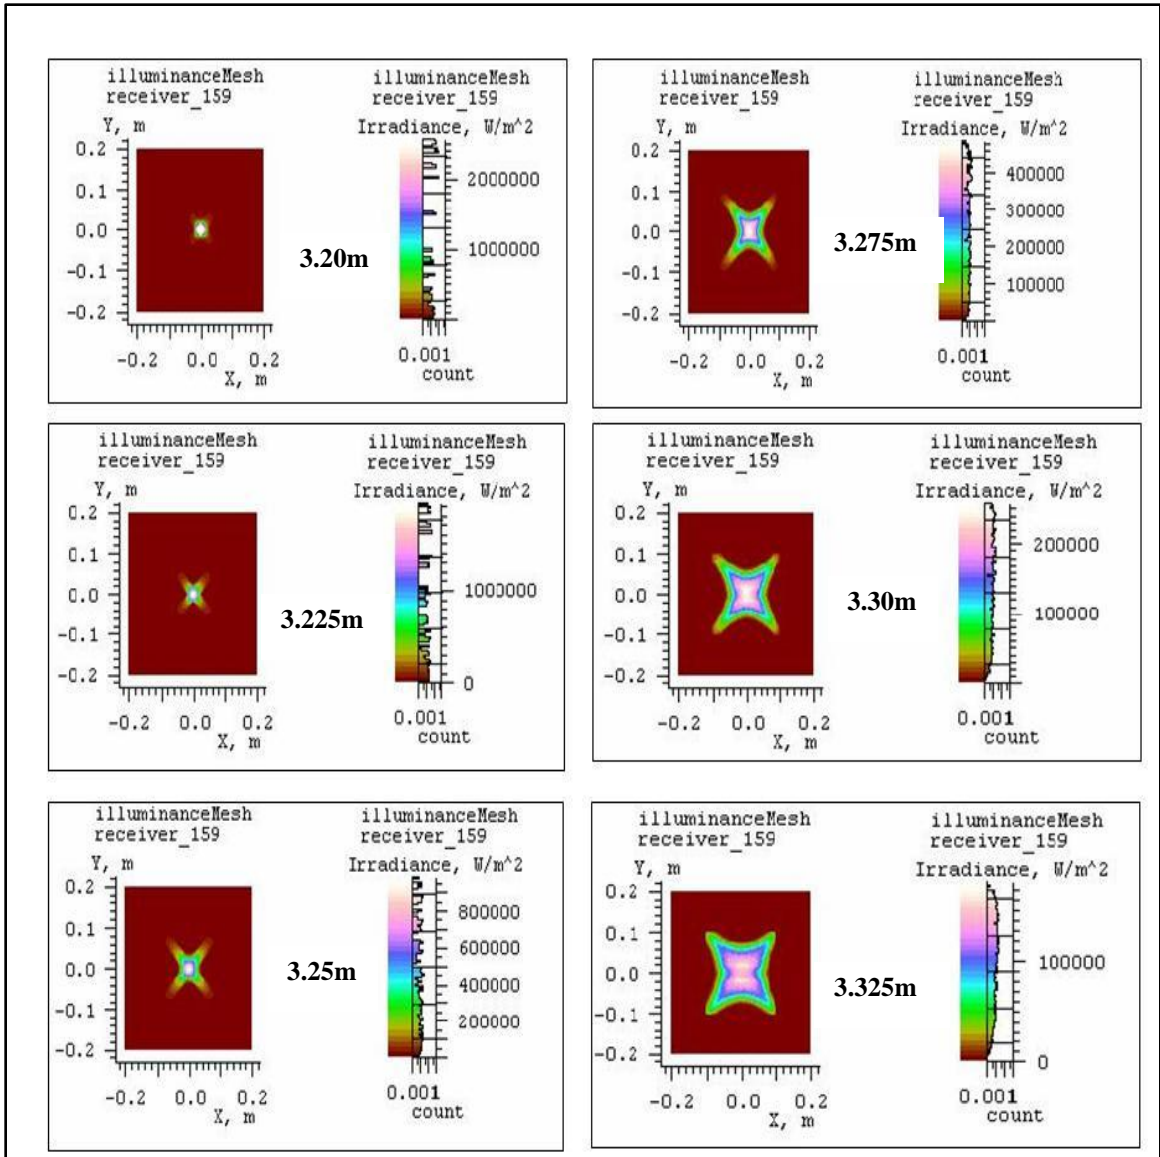 illuminanceMesh
receiver_159
illuminanceMesh
receiver_159
Y, m
Irradiance, W/m^2
0.2
0.1
0.0
-0.1
-0.2
-0.2 0.0 0.2
X, m
3.20m
2000000
1000000
0.001
count
illuminanceMesh
receiver_159
illuminanceMesh
receiver_159
Y, m
Irradiance, W/m^2
0.2
0.1
0.0
-0.1
-0.2
-0.2 0.0 0.2
X, m
3.275m
400000
300000
200000
100000
0.001
count
illuminanceMesh
receiver_159
illuminanceMesh
receiver_159
Y, m
Irradiance, W/m^2
0.2
0.1
0.0
-0.1
-0.2
-0.2 0.0 0.2
X, m
3.225m
1000000
0
0.001
count
illuminanceMesh
receiver_159
illuminanceMesh
receiver_159
Y, m
Irradiance, W/m^2
0.2
0.1
0.0
-0.1
-0.2
-0.2 0.0 0.2
X, m
3.30m
200000
100000
0.001
count
illuminanceMesh
receiver_159
illuminanceMesh
receiver_159
Y, m
Irradiance, W/m^2
0.2
0.1
0.0
-0.1
-0.2
-0.2 0.0 0.2
X, m
3.25m
800000
600000
400000
200000
0.001
count
illuminanceMesh
receiver_159
illuminanceMesh
receiver_159
Y, m
Irradiance, W/m^2
0.2
0.1
0.0
-0.1
-0.2
-0.2 0.0 0.2
X, m
3.325m
100000
0
0.001
count